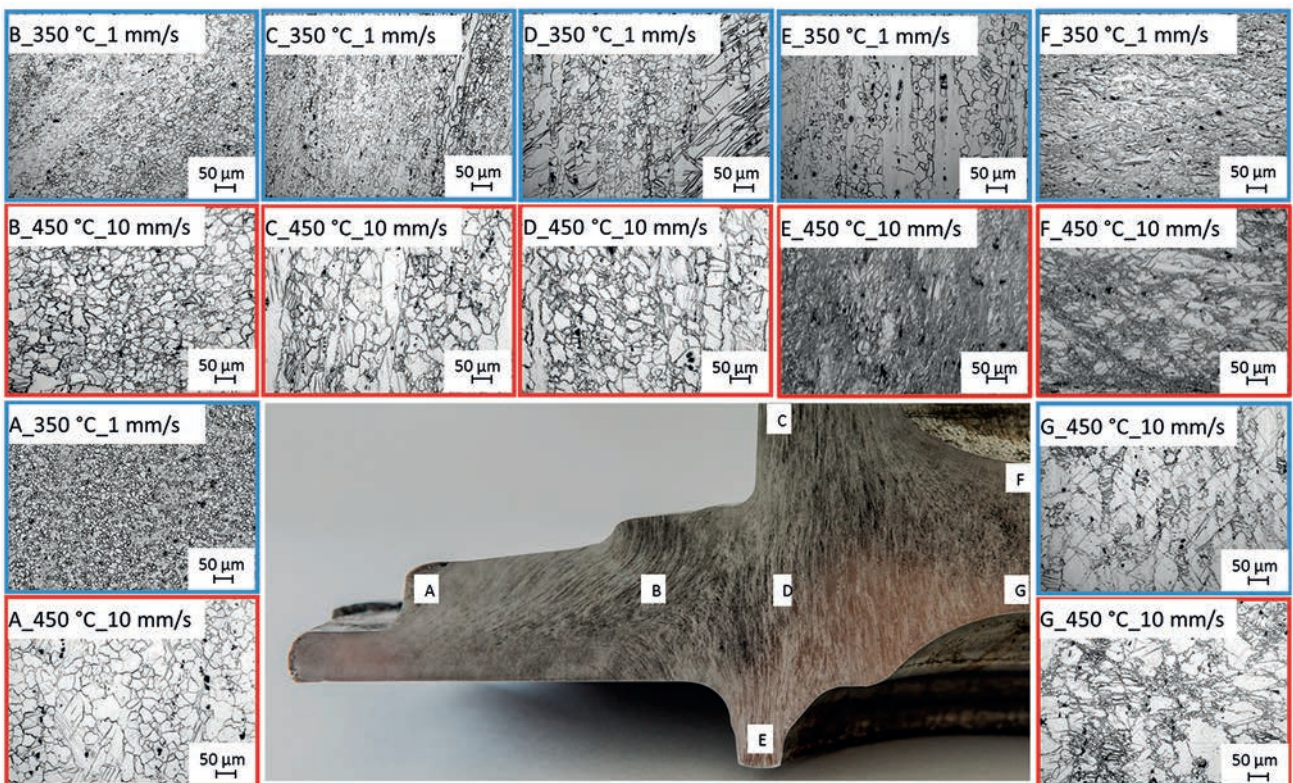 B_350 °C_1 mm/s
50 µm
C_350 °C_1 mm/s
50 µm
D_350 °C_1 mm/s
50 µm
E_350 °C_1 mm/s
50 µm
F_350 °C_1 mm/s
50 µm
B_450 °C_10 mm/s
50 µm
C_450 °C_10 mm/s
50 µm
D_450 °C_10 mm/s
50 µm
E_450 °C_10 mm/s
50 µm
F_450 °C_10 mm/s
50 µm
A_350 °C_1 mm/s
50 µm
A_450 °C_10 mm/s
50 µm
C
F
A
B
D
G
E
G_450 °C_10 mm/s
50 µm
G_450 °C_10 mm/s
50 µm